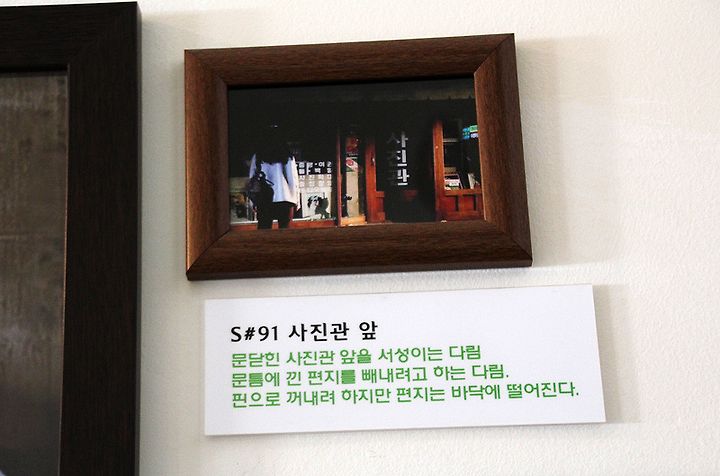 사진관
S#91 사진관 앞
문닫힌 사진관 앞을 서성이는 다림
문틈에 낀 편지를 빼내려고 하는 다림.
핀으로 꺼내려 하지만 편지는 바닥에 떨어진다.